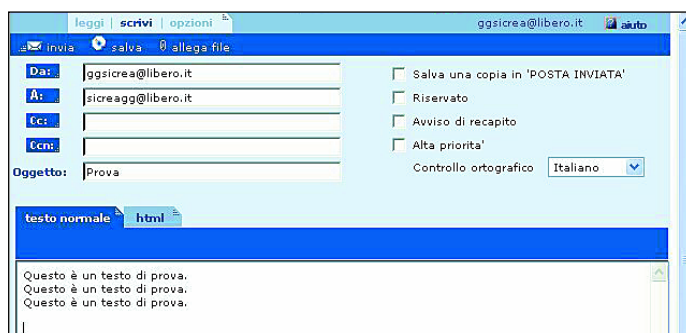 leggi | scrivi | opzioni
ggsicrea@libero.it aiuto
invia salva allega file
Da: ggsicrea@libero.it
A: sicreagg@libero.it
Cc:
Ccn:
Oggetto: Prova
Salva una copia in 'POSTA INVIATA'
Riservato
Avviso di recapito
Alta priorita'
Controllo ortografico Italiano
testo normale html
Questo è un testo di prova.
Questo è un testo di prova.
Questo è un testo di prova.